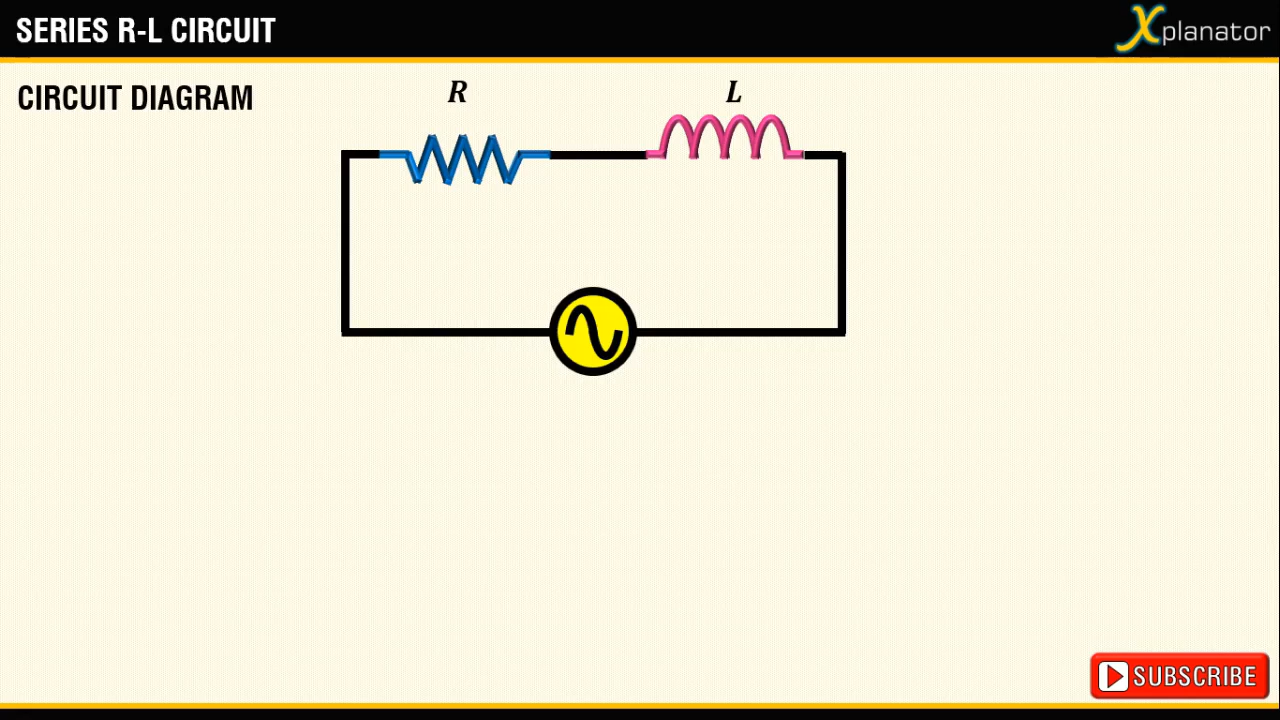 SERIES R-L CIRCUIT
Xplanator
CIRCUIT DIAGRAM
R
L
SUBSCRIBE